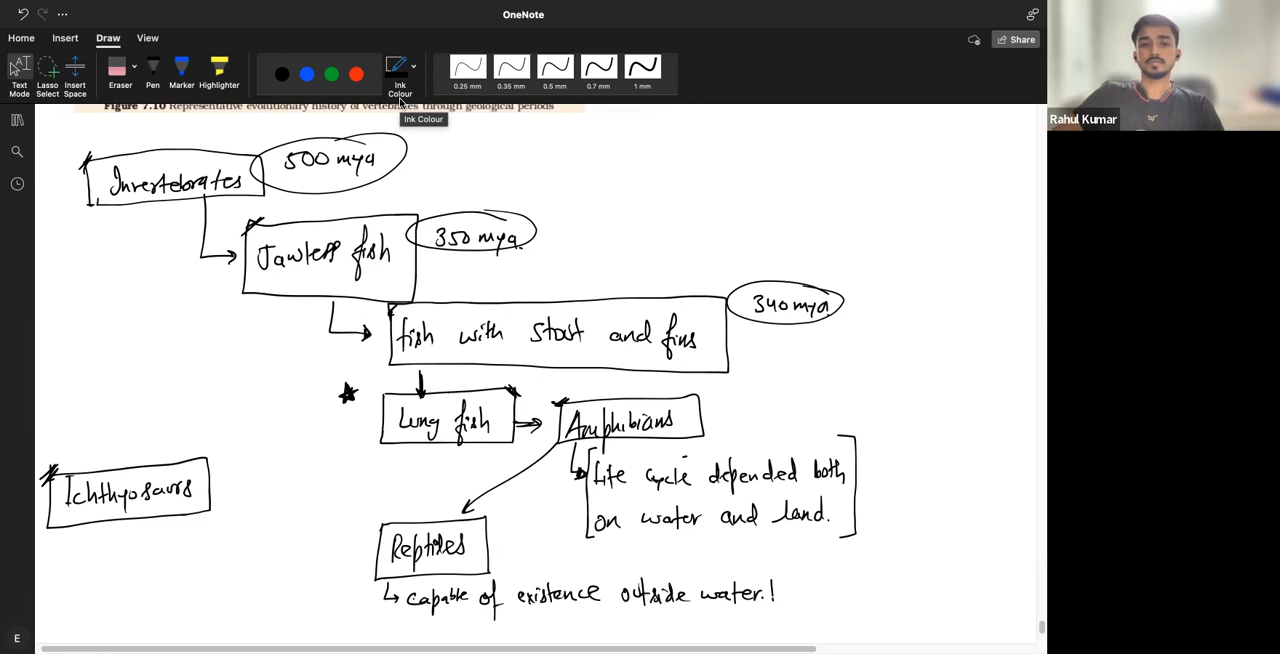 OneNote
Home Insert Draw View
Share
Text Mode
Lasso Select
Insert Space
Eraser
Pen
Marker
Highlighter
Ink Colour
0.25 mm 0.35 mm 0.5 mm 0.7 mm 1 mm
Figure 7.10 Representative evolutionary history of vertebrates through geological periods
Ink Colour
Rahul Kumar
Invertebrates
500 mya
Jawless fish
350 mya
fish with stout and fins
340 mya
Lung fish
Amphibians
Life cycle depended both
on water and land.
Ichthyosaurs
Reptiles
capable of existence outside water.!
E